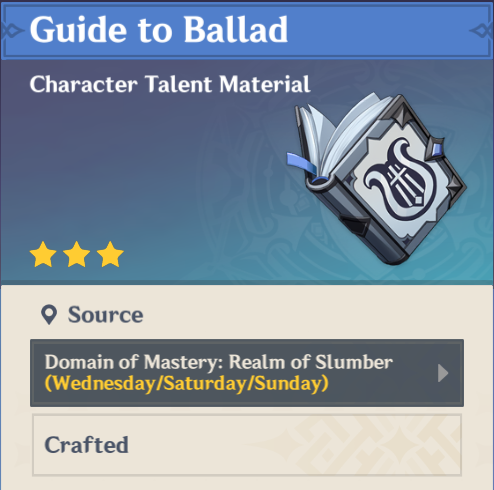 Guide to Ballad
Character Talent Material
Source
Domain of Mastery: Realm of Slumber
(Wednesday/Saturday/Sunday)
Crafted